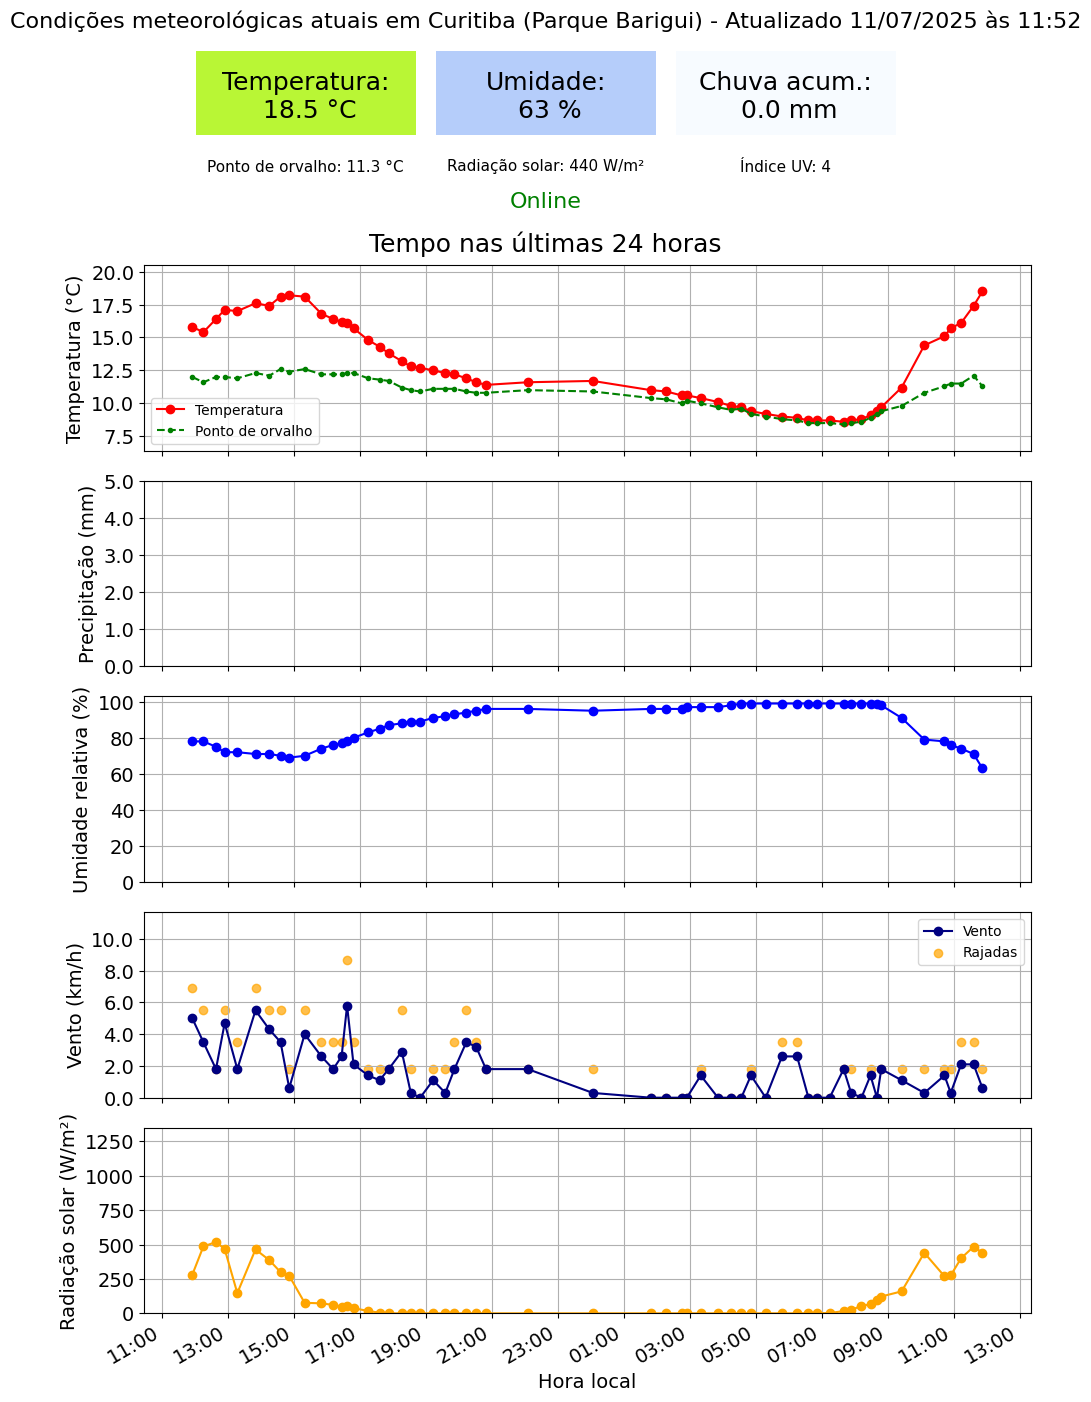 Condições meteorológicas atuais em Curitiba (Parque Barigui) - Atualizado 11/07/2025 às 11:52
Temperatura:
18.5 °C
Umidade:
63 %
Chuva acum.:
0.0 mm
Ponto de orvalho: 11.3 °C
Radiação solar: 440 W/m²
Índice UV: 4
Online
Tempo nas últimas 24 horas
Temperatura (°C)
20.0
17.5
15.0
12.5
10.0
7.5
Temperatura
Ponto de orvalho
Precipitação (mm)
5.0
4.0
3.0
2.0
1.0
0.0
Umidade relativa (%)
100
80
60
40
20
0
Vento (km/h)
10.0
8.0
6.0
4.0
2.0
0.0
Vento
Rajadas
Radiação solar (W/m²)
1250
1000
750
500
250
0
11:00
13:00
15:00
17:00
19:00
21:00
23:00
01:00
03:00
05:00
07:00
09:00
11:00
13:00
Hora local